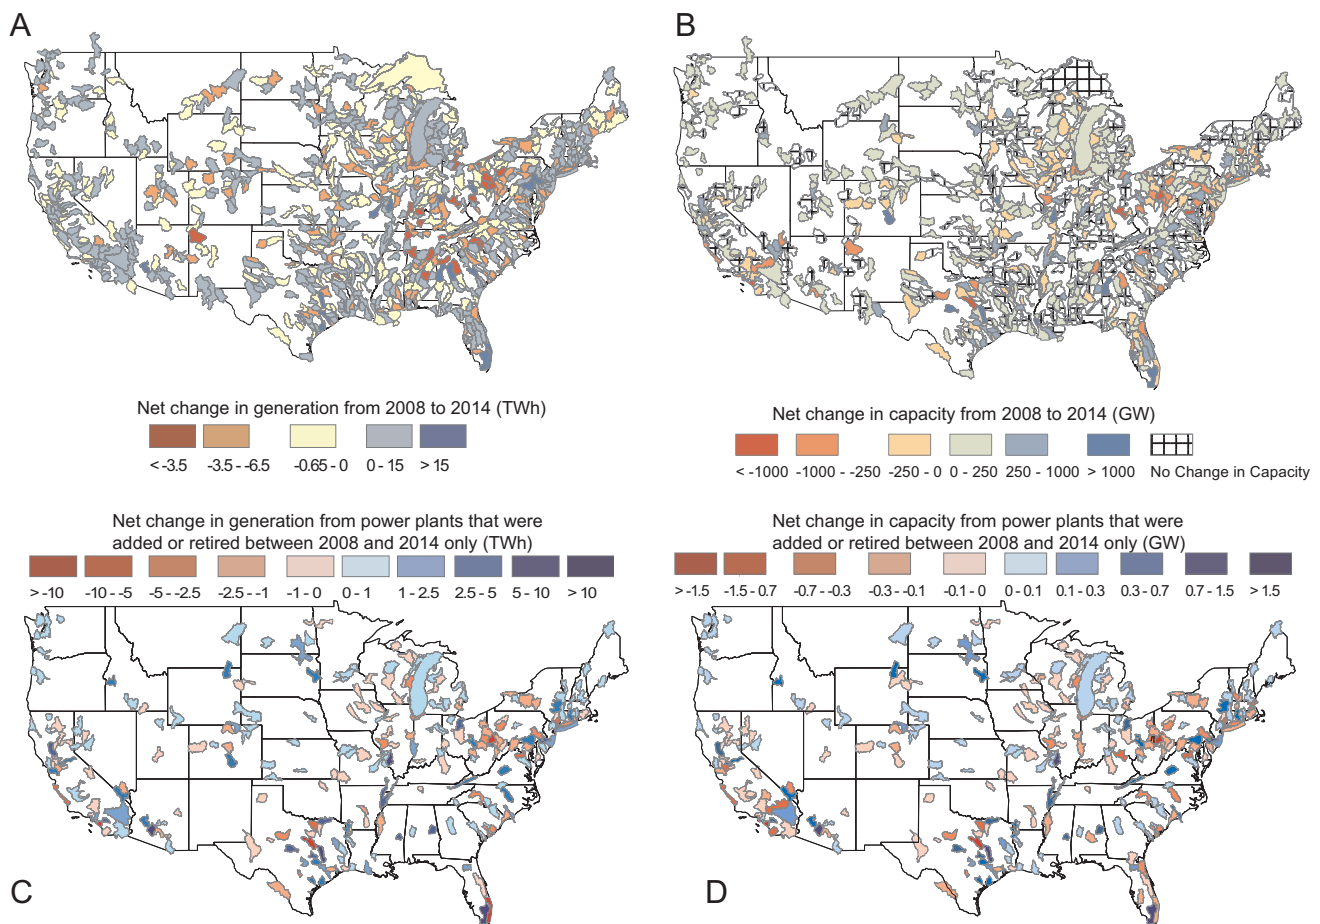 A
B
Net change in generation from 2008 to 2014 (TWh)
< -3.5 -3.5 - -6.5 -0.65 - 0 0 - 15 > 15
Net change in capacity from 2008 to 2014 (GW)
< -1000 -1000 - -250 -250 - 0 0 - 250 250 - 1000 > 1000 No Change in Capacity
Net change in generation from power plants that were
added or retired between 2008 and 2014 only (TWh)
> -10 -10 - -5 -5 - -2.5 -2.5 - -1 -1 - 0 0 - 1 1 - 2.5 2.5 - 5 5 - 10 > 10
Net change in capacity from power plants that were
added or retired between 2008 and 2014 only (GW)
> -1.5 -1.5 - -0.7 -0.7 - -0.3 -0.3 - -0.1 -0.1 - 0 0 - 0.1 0.1 - 0.3 0.3 - 0.7 0.7 - 1.5 > 1.5
C
D